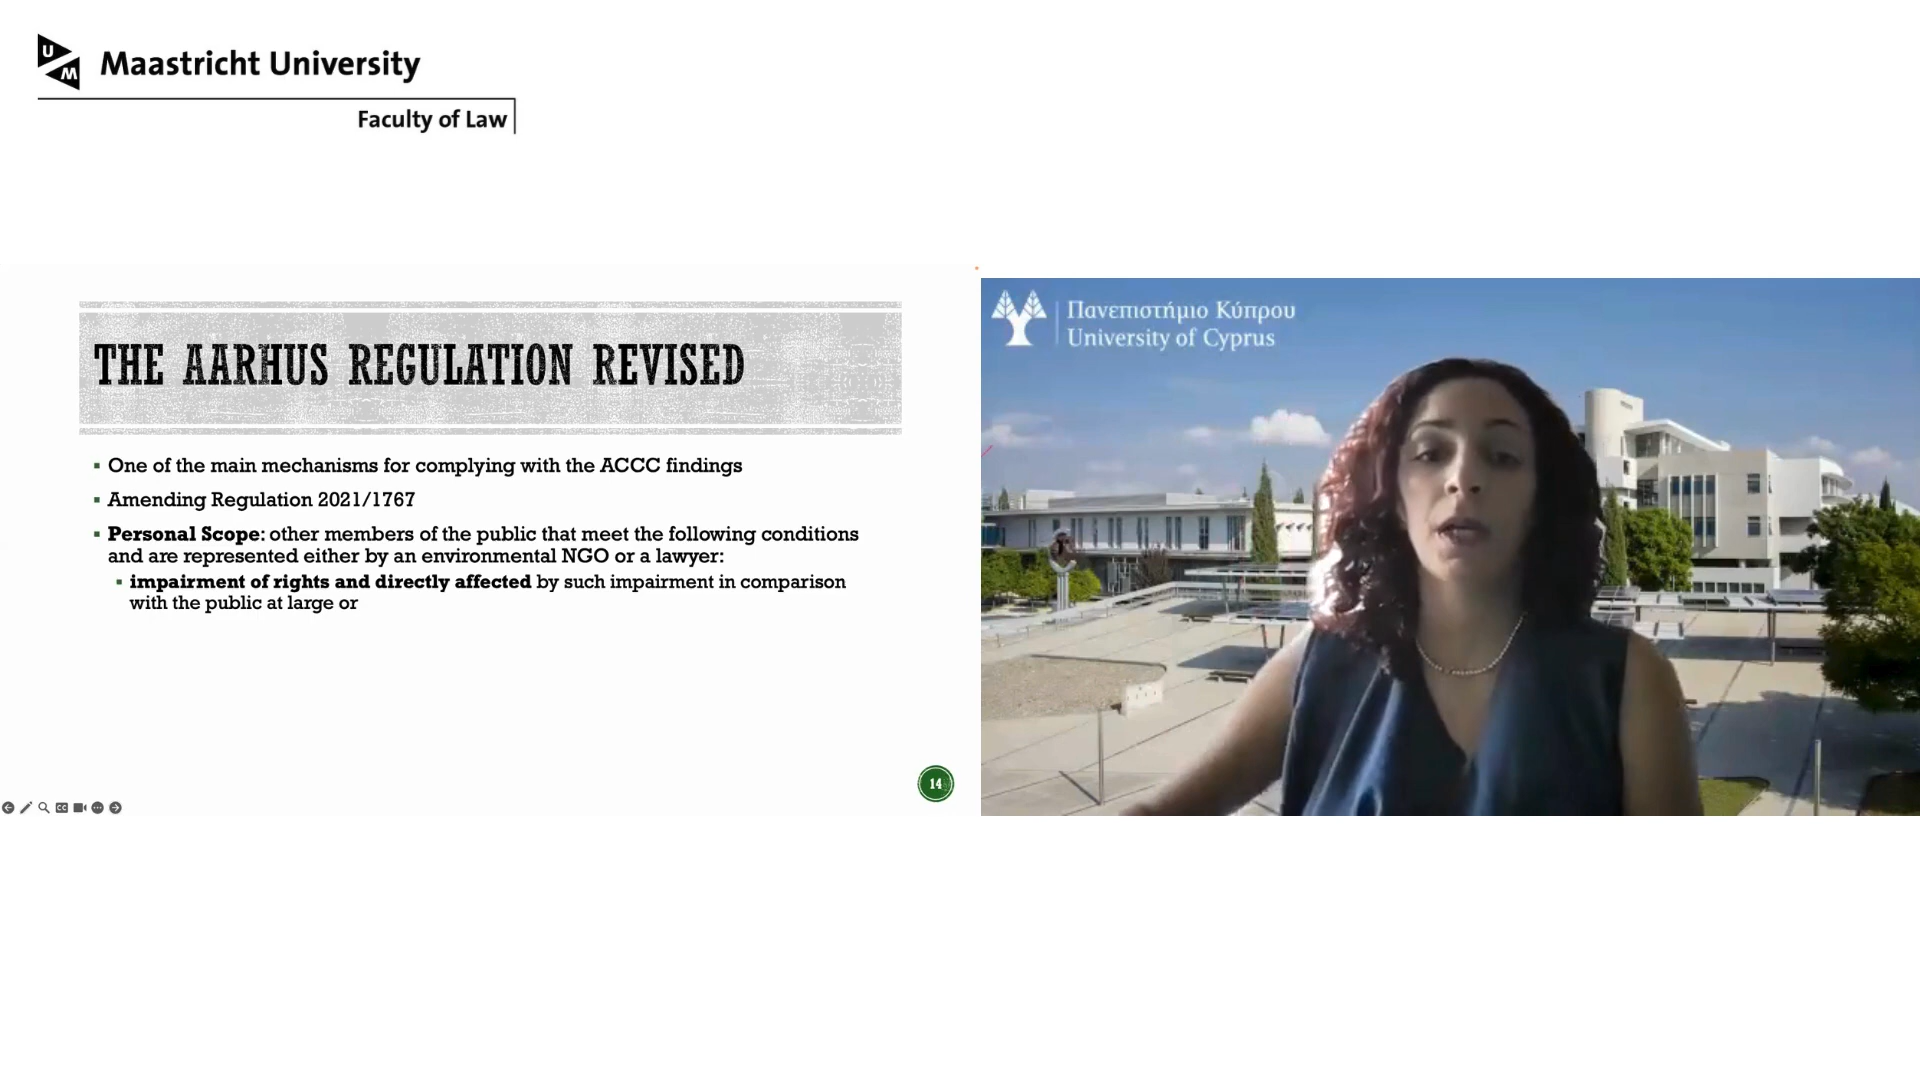 U
M
Maastricht University
Faculty of Law
THE AARHUS REGULATION REVISED
▪ One of the main mechanisms for complying with the ACCC findings
▪ Amending Regulation 2021/1767
▪ Personal Scope: other members of the public that meet the following conditions
and are represented either by an environmental NGO or a lawyer:
▪ impairment of rights and directly affected by such impairment in comparison
with the public at large or
14
CC
Πανεπιστήμιο Κύπρου
University of Cyprus